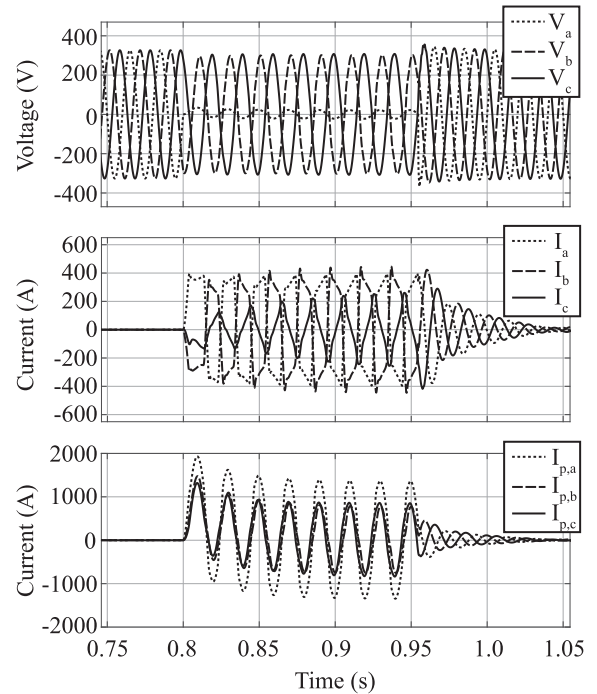 400
200
0
-200
-400
Voltage (V)
V_a
V_b
V_c
600
400
200
0
-200
-400
-600
Current (A)
I_a
I_b
I_c
2000
1000
0
-1000
-2000
Current (A)
I_p,a
I_p,b
I_p,c
0.75 0.8 0.85 0.9 0.95 1.0 1.05
Time (s)